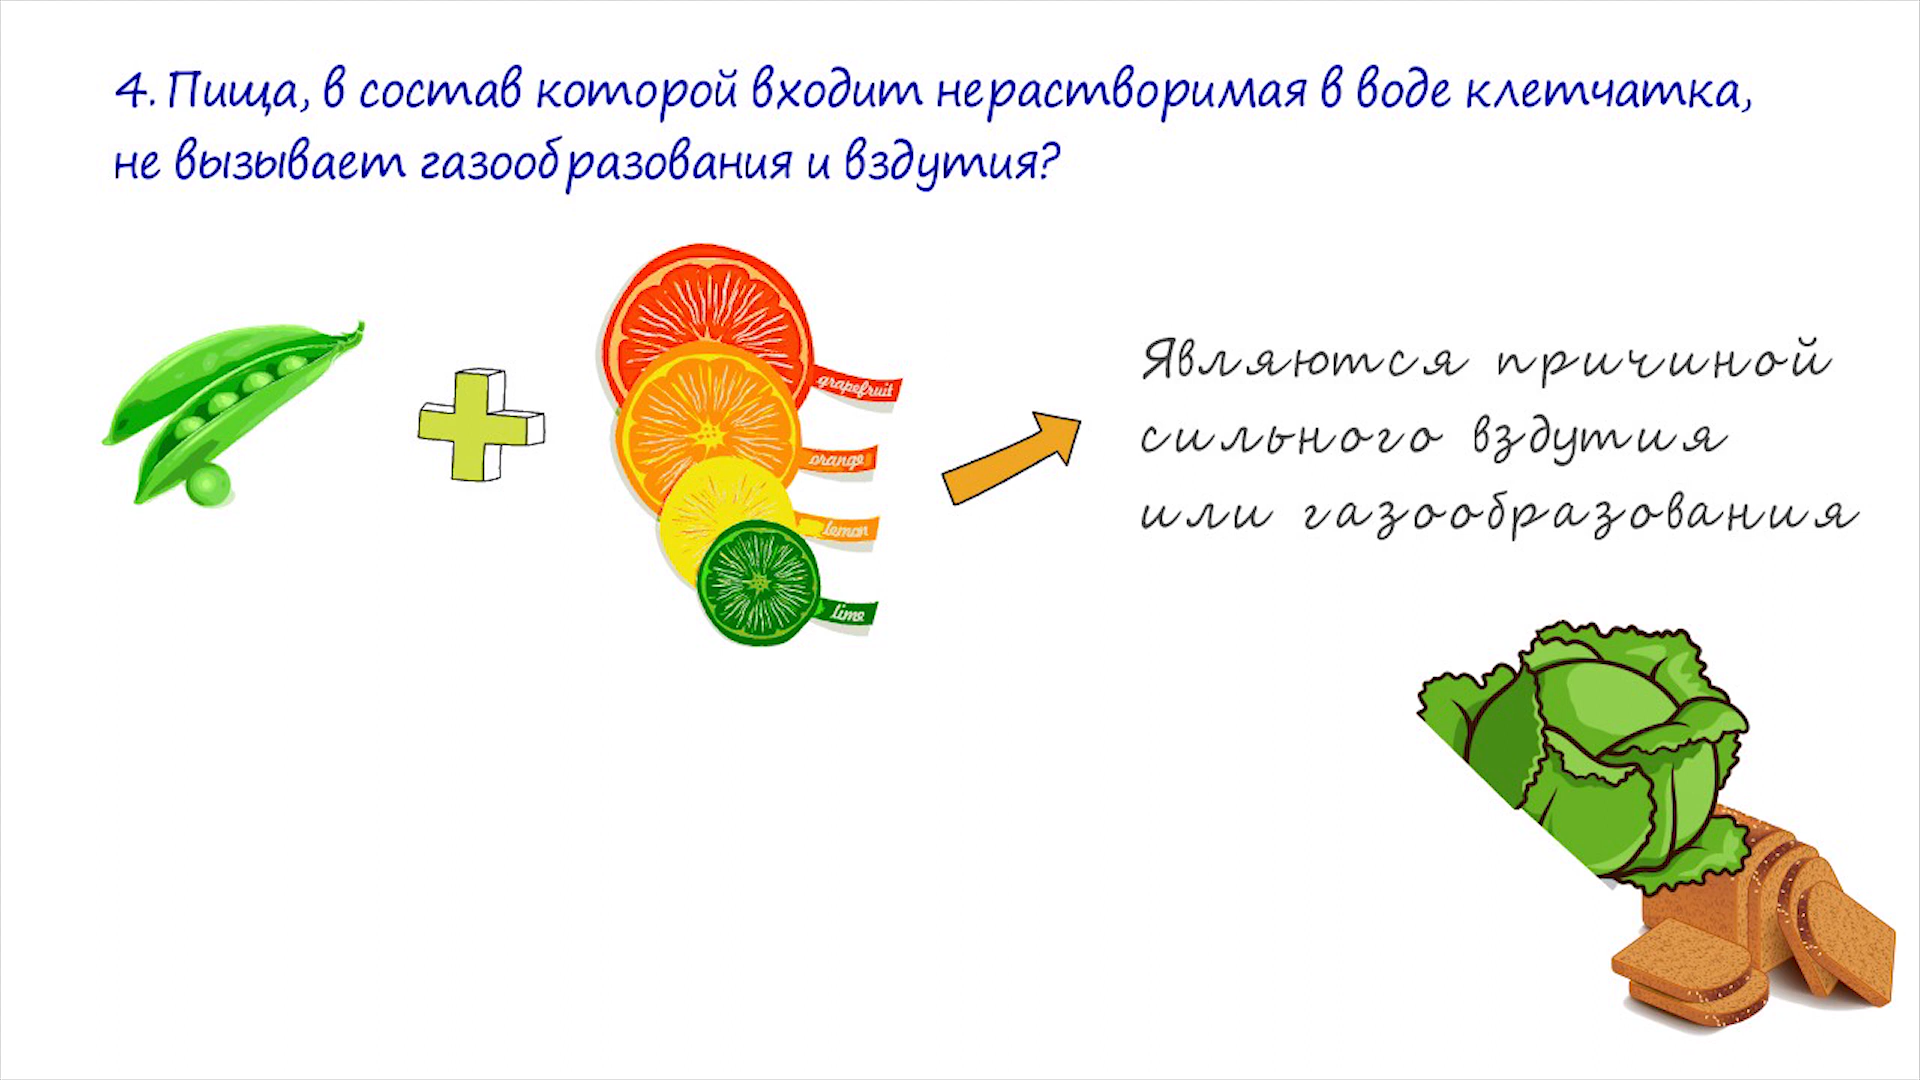 4. Пища, в состав которой входит нерастворимая в воде клетчатка,
не вызывает газообразования и вздутия?
grapefruit
orange
lemon
lime
Являются причиной
сильного вздутия
или газообразования